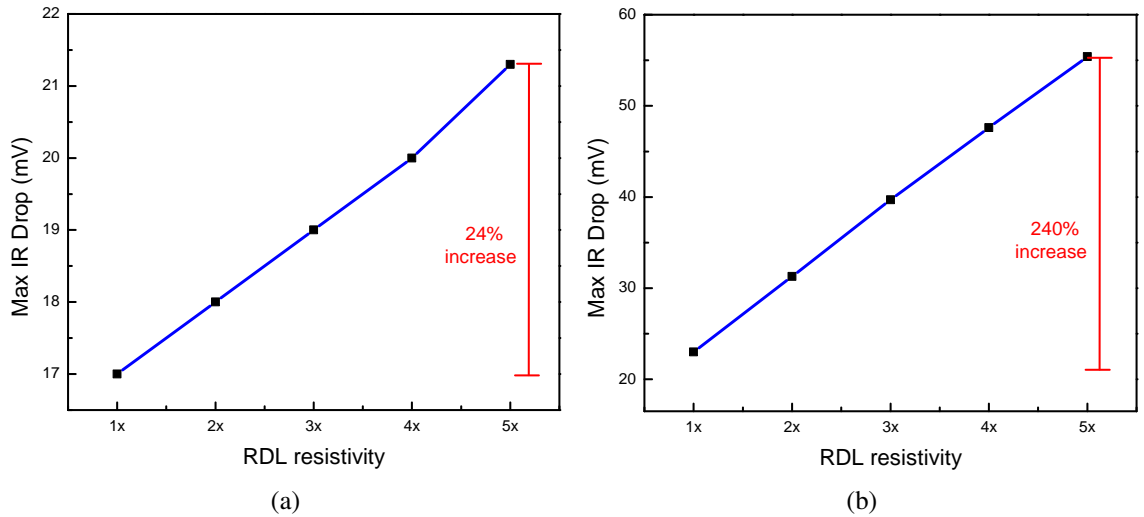 22
21
20
19
18
17
Max IR Drop (mV)
24%
increase
1x 2x 3x 4x 5x
RDL resistivity
(a)
60
50
40
30
20
Max IR Drop (mV)
240%
increase
1x 2x 3x 4x 5x
RDL resistivity
(b)